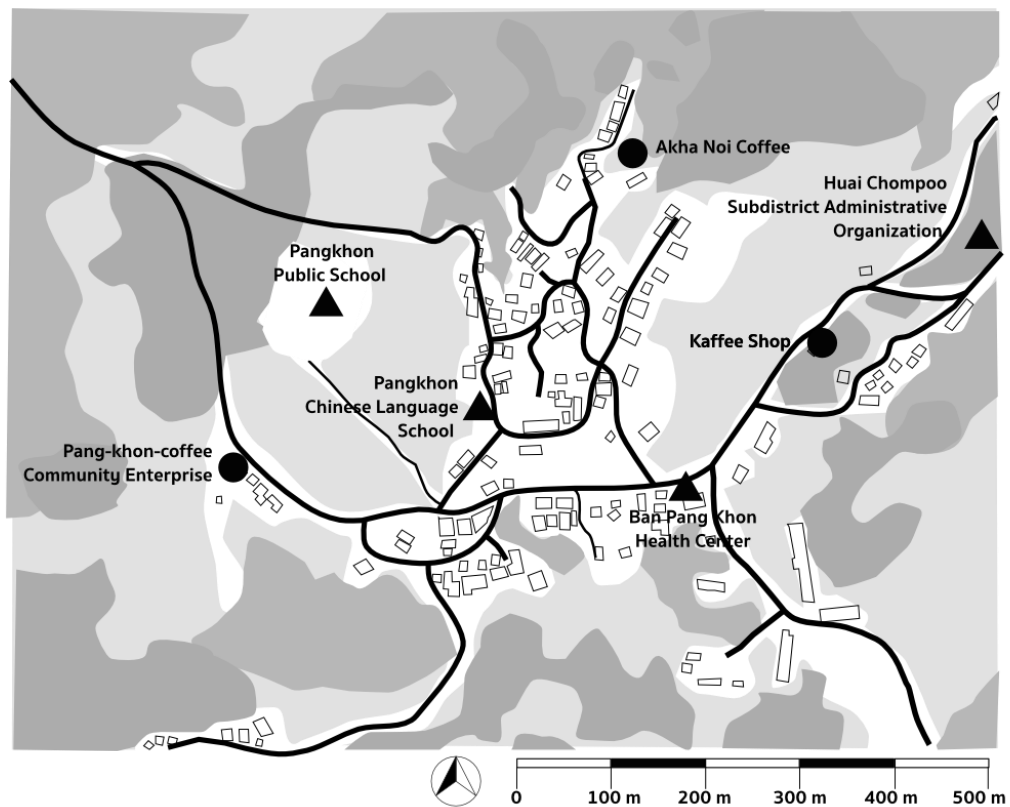 Akha Noi Coffee
Huai Chompoo
Subdistrict Administrative
Organization
Pangkhon
Public School
Kaffee Shop
Pangkhon
Chinese Language
School
Pang-khon-coffee
Community Enterprise
Ban Pang Khon
Health Center
0 100 m 200 m 300 m 400 m 500 m